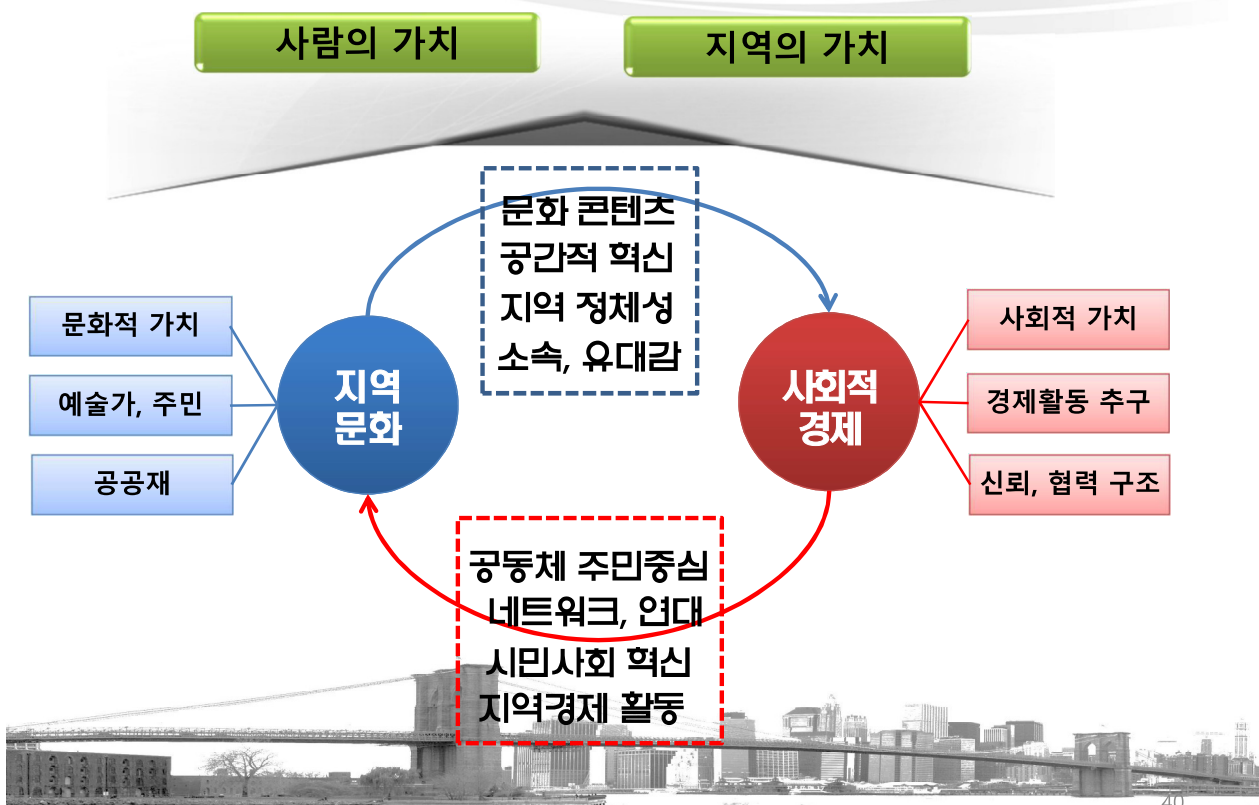 사람의 가치
지역의 가치
문화 콘텐츠
공간적 혁신
지역 정체성
소속, 유대감
문화적 가치
예술가, 주민
공공재
지역
문화
사회적
경제
사회적 가치
경제활동 추구
신뢰, 협력 구조
공동체 주민중심
네트워크, 연대
시민사회 혁신
지역경제 활동
40